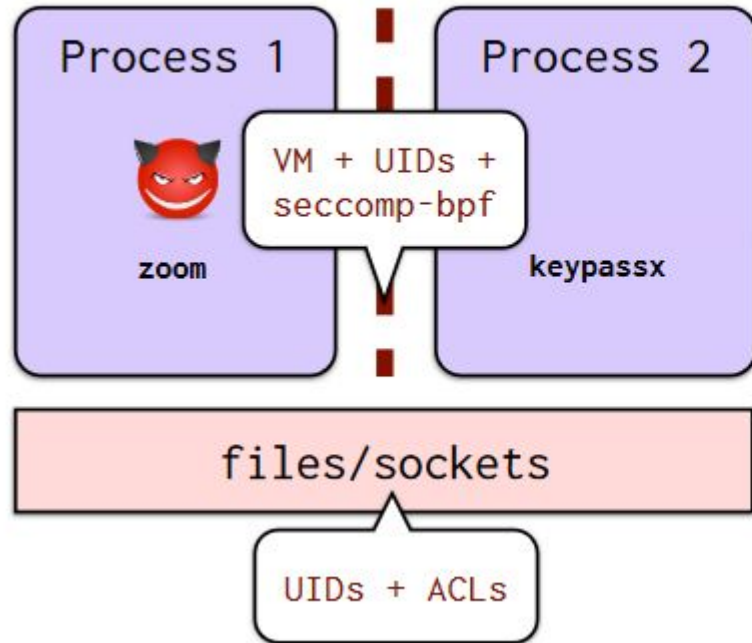 Process 1
Process 2
VM + UIDs +
seccomp-bpf
zoom
keypassx
files/sockets
UIDs + ACLs